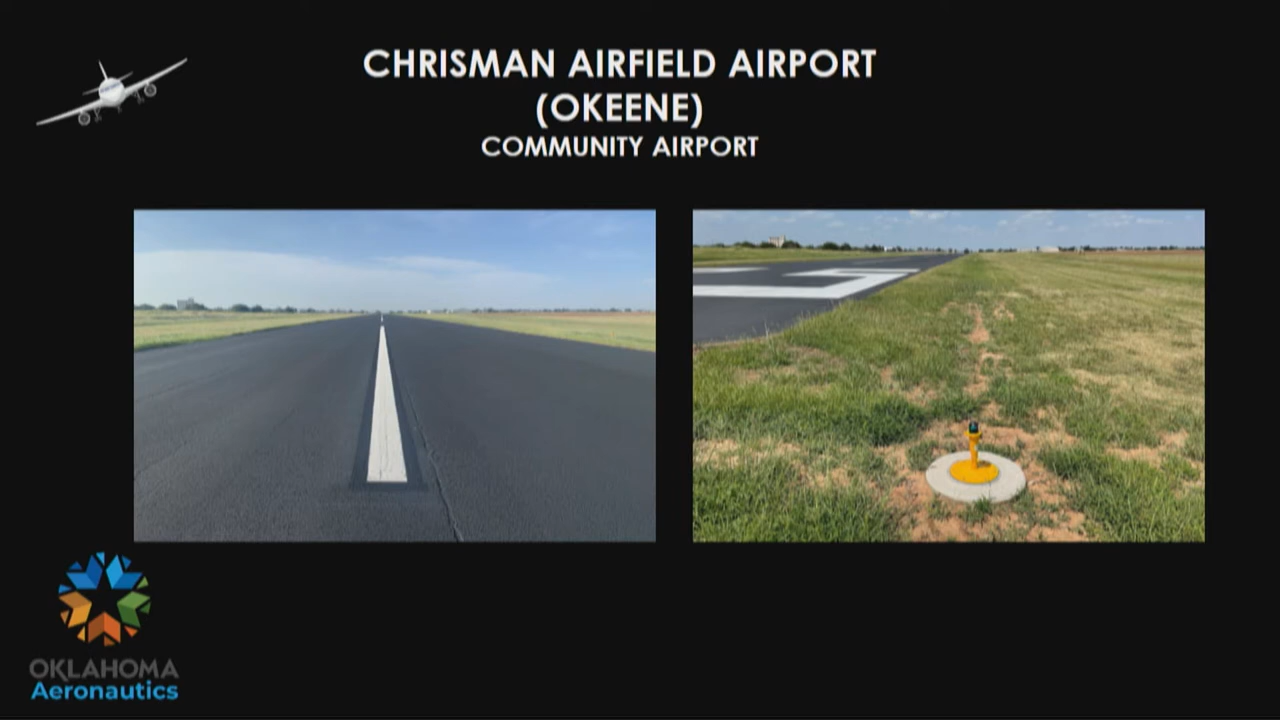 CHRISMAN AIRFIELD AIRPORT
(OKEENE)
COMMUNITY AIRPORT
OKLAHOMA
Aeronautics